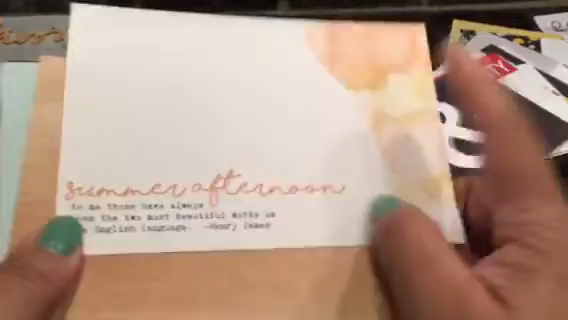 summer afternoon
to me those have always
the two most beautiful words in
English language. -Henry James